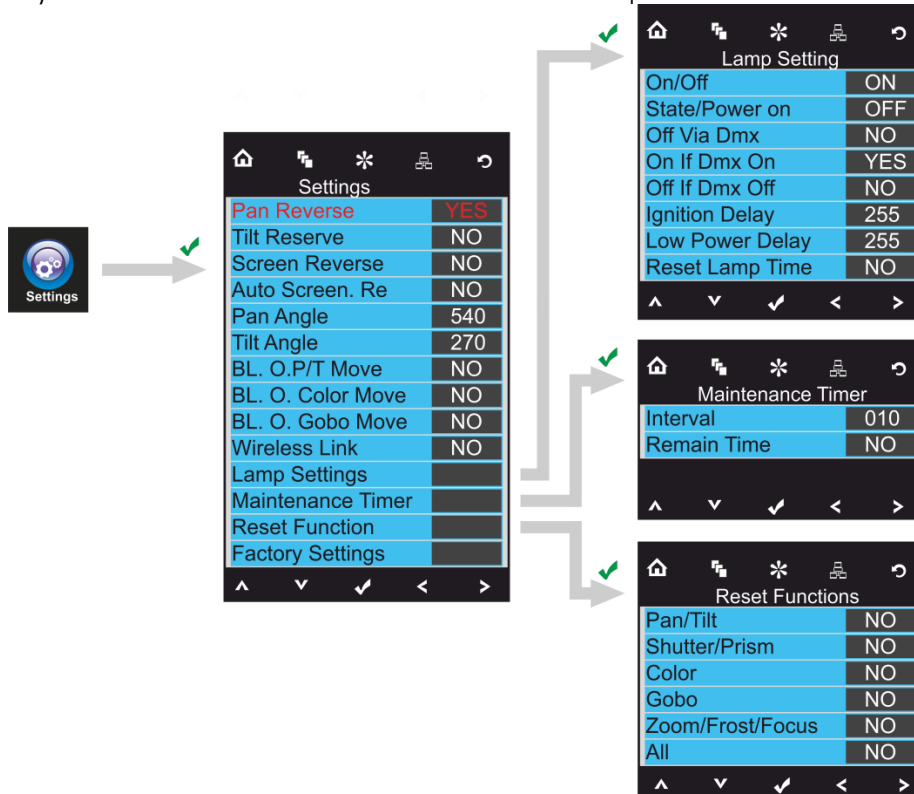 Settings
Settings
Pan Reverse YES
Tilt Reserve NO
Screen Reverse NO
Auto Screen. Re NO
Pan Angle 540
Tilt Angle 270
BL. O.P/T Move NO
BL. O. Color Move NO
BL. O. Gobo Move NO
Wireless Link NO
Lamp Settings
Maintenance Timer
Reset Function
Factory Settings
Lamp Setting
On/Off ON
State/Power on OFF
Off Via Dmx NO
On If Dmx On YES
Off If Dmx Off NO
Ignition Delay 255
Low Power Delay 255
Reset Lamp Time NO
Maintenance Timer
Interval 010
Remain Time NO
Reset Functions
Pan/Tilt NO
Shutter/Prism NO
Color NO
Gobo NO
Zoom/Frost/Focus NO
All NO